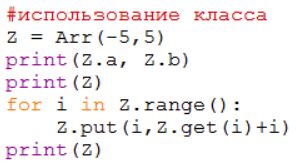 #использование класса
Z = Arr(-5,5)
print(Z.a, Z.b)
print(Z)
for i in Z.range():
    Z.put(i,Z.get(i)+i)
print(Z)